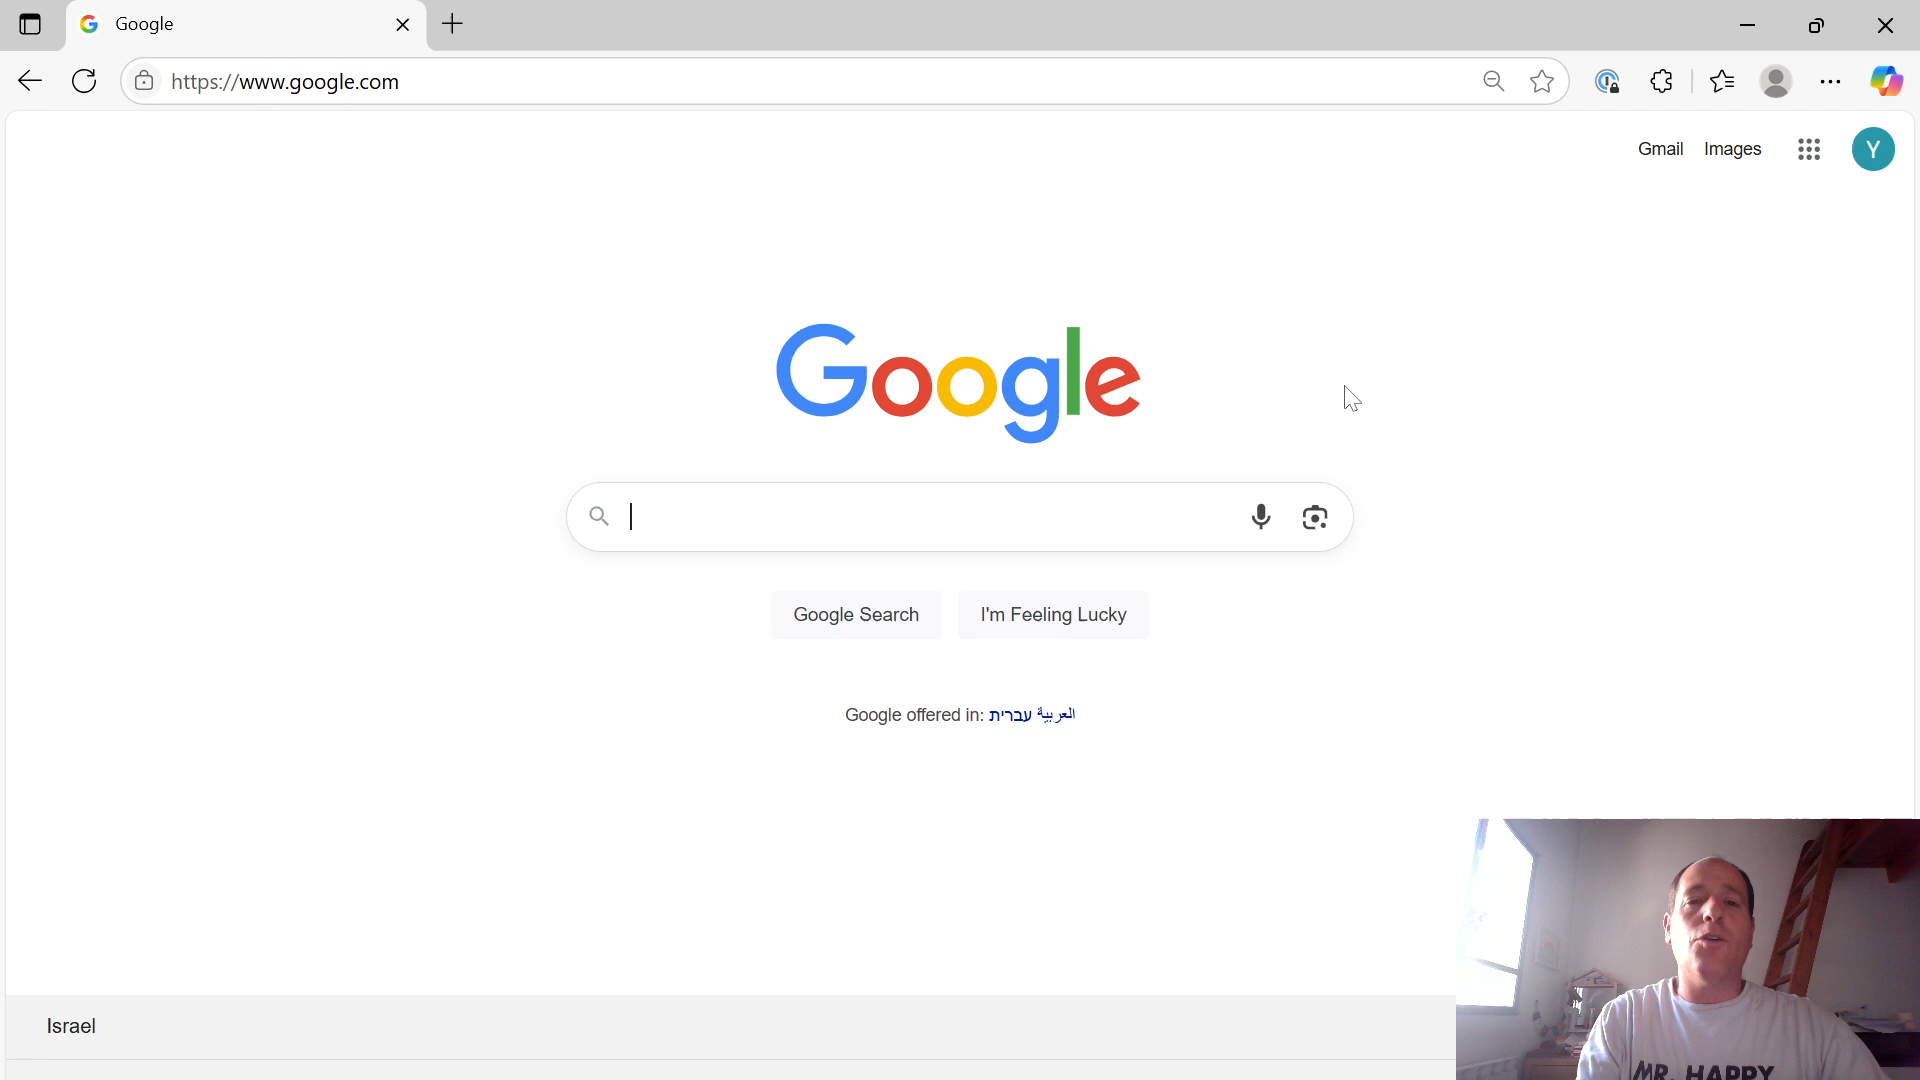 Google
https://www.google.com
Gmail Images
Y
Google
Google Search I'm Feeling Lucky
Google offered in: עברית العربية
Israel
MR. HAPPY